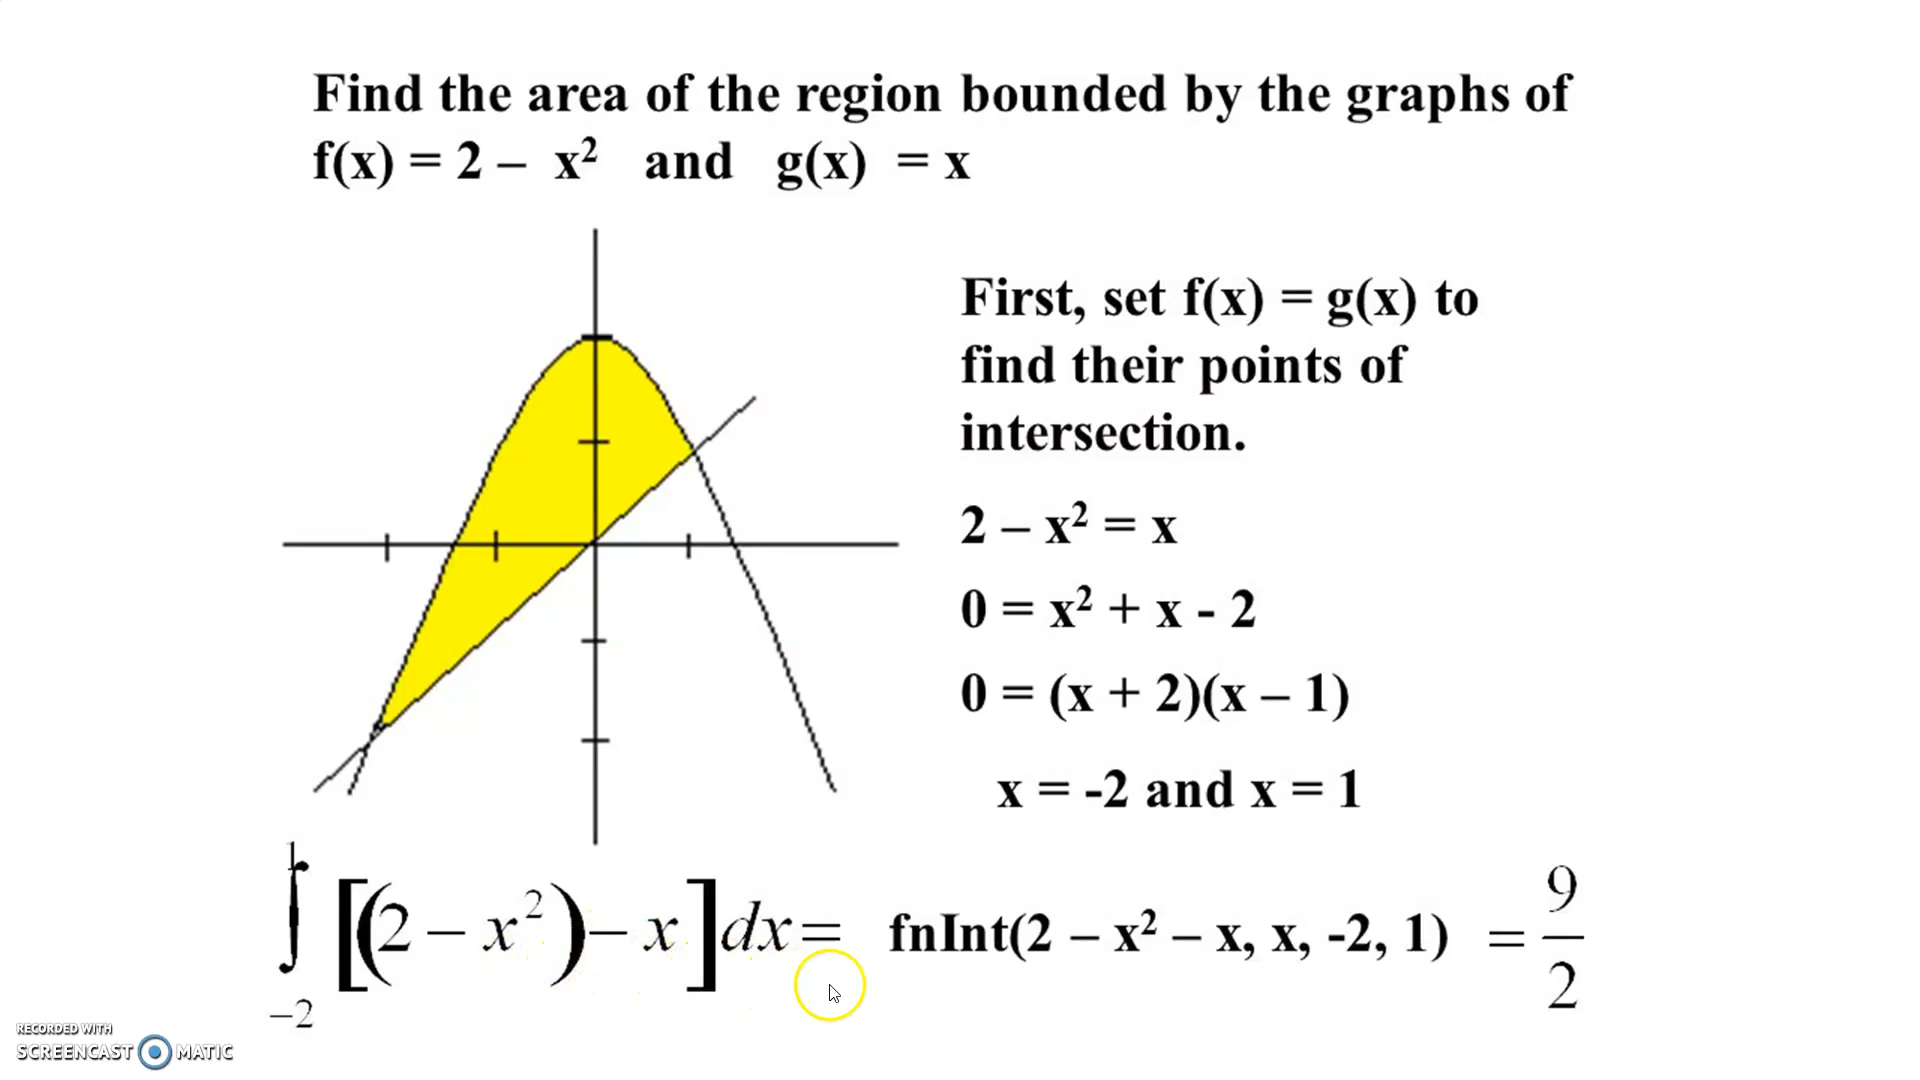 Find the area of the region bounded by the graphs of
f(x) = 2 – x² and g(x) = x
First, set f(x) = g(x) to
find their points of
intersection.
2 – x² = x
0 = x² + x - 2
0 = (x + 2)(x – 1)
x = -2 and x = 1
∫₋₂¹ [(2 − x²) − x] dx = fnInt(2 – x² – x, x, -2, 1) = 9/2
RECORDED WITH
SCREENCAST MATIC